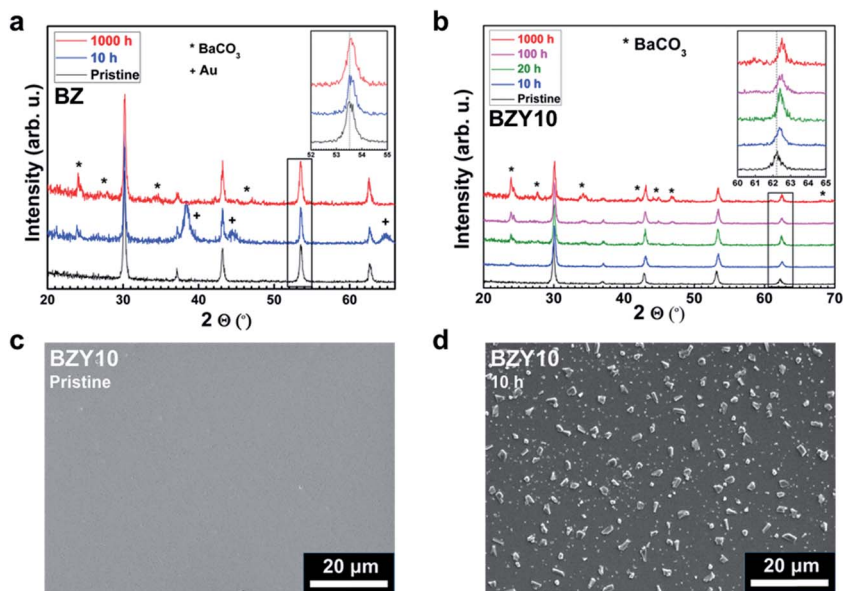 a
1000 h
10 h
Pristine
* BaCO3
+ Au
BZ
52 53 54 55
* * * *
+ + +
Intensity (arb. u.)
20 30 40 50 60
2 Θ (°)
b
1000 h
100 h
20 h
10 h
Pristine
* BaCO3
BZY10
60 61 62 63 64 65
* * * * * * *
Intensity (arb. u.)
20 30 40 50 60 70
2 Θ (°)
c
BZY10
Pristine
20 µm
d
BZY10
10 h
20 µm